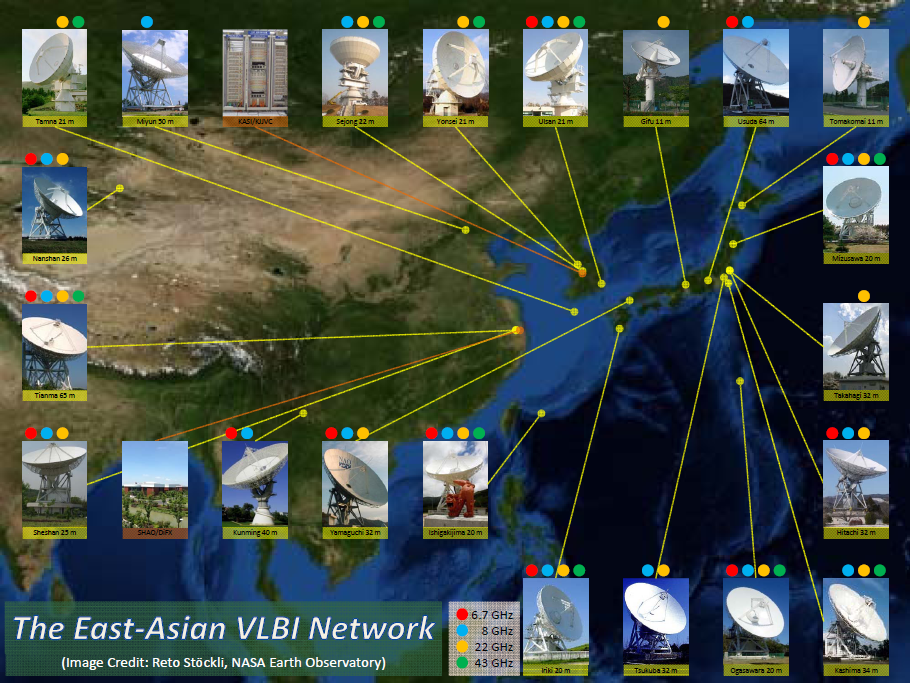 Tamna 21 m
Miyun 50 m
KASI/KJJVC
Sejong 22 m
Yonsei 21 m
Ulsan 21 m
Gifu 11 m
Usuda 64 m
Tomakomai 11 m
Nanshan 26 m
Mizusawa 20 m
Tianma 65 m
Takahagi 32 m
Sheshan 25 m
SHAO/DiFX
Kunming 40 m
Yamaguchi 32 m
Ishigakijima 20 m
Hitachi 32 m
Iriki 20 m
Tsukuba 32 m
Ogasawara 20 m
Kashima 34 m
The East-Asian VLBI Network
(Image Credit: Reto Stöckli, NASA Earth Observatory)
6.7 GHz
8 GHz
22 GHz
43 GHz